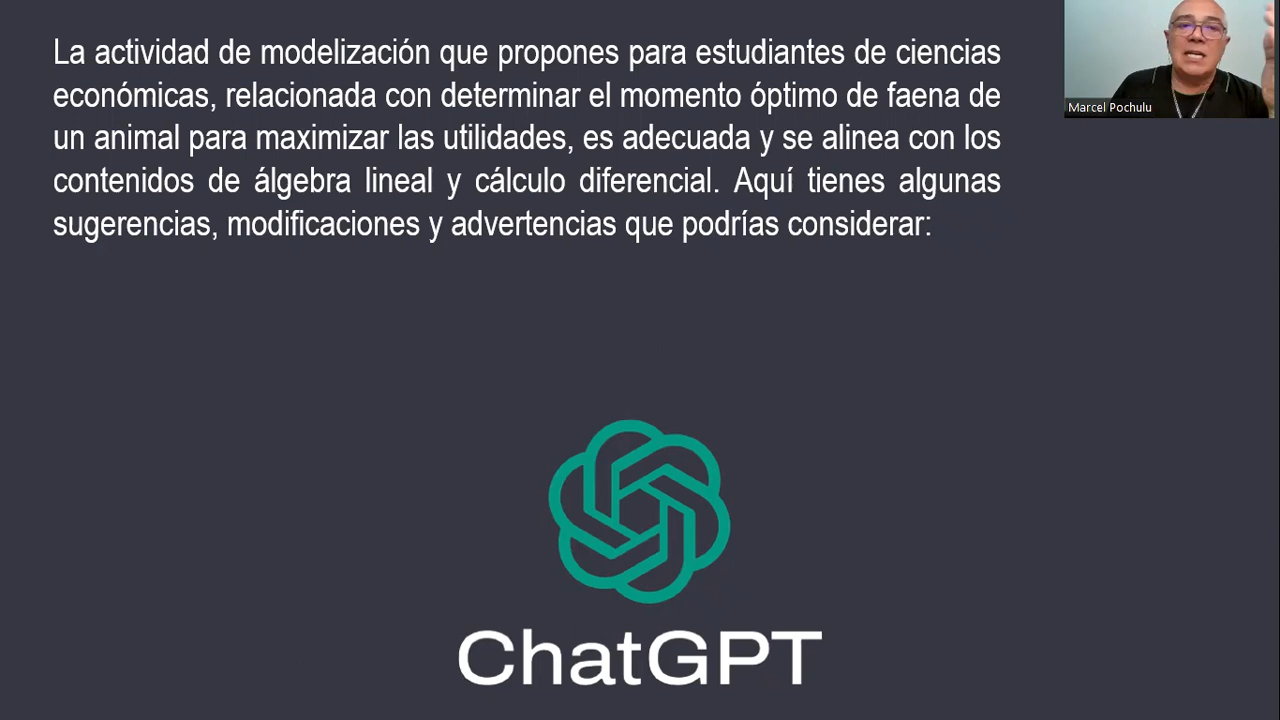 La actividad de modelización que propones para estudiantes de ciencias
económicas, relacionada con determinar el momento óptimo de faena de
un animal para maximizar las utilidades, es adecuada y se alinea con los
contenidos de álgebra lineal y cálculo diferencial. Aquí tienes algunas
sugerencias, modificaciones y advertencias que podrías considerar:
Marcel Pochulu
ChatGPT